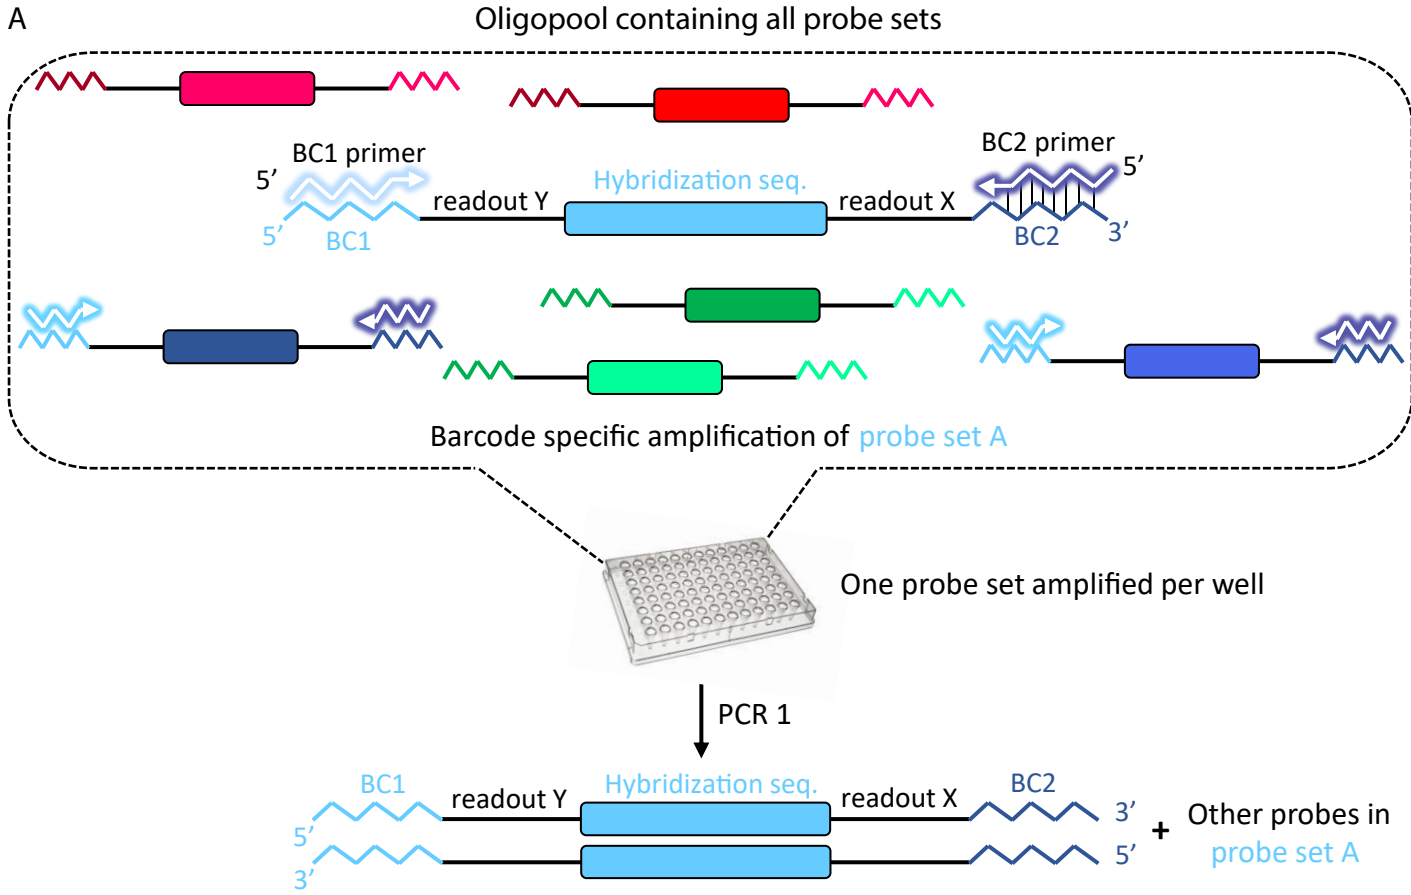 A
Oligopool containing all probe sets
BC1 primer
BC2 primer
5’
5’
Hybridization seq.
readout Y
readout X
5’
BC1
BC2
3’
Barcode specific amplification of probe set A
One probe set amplified per well
PCR 1
BC1
Hybridization seq.
BC2
readout Y
readout X
5’
3’
3’
5’
+
Other probes in
probe set A